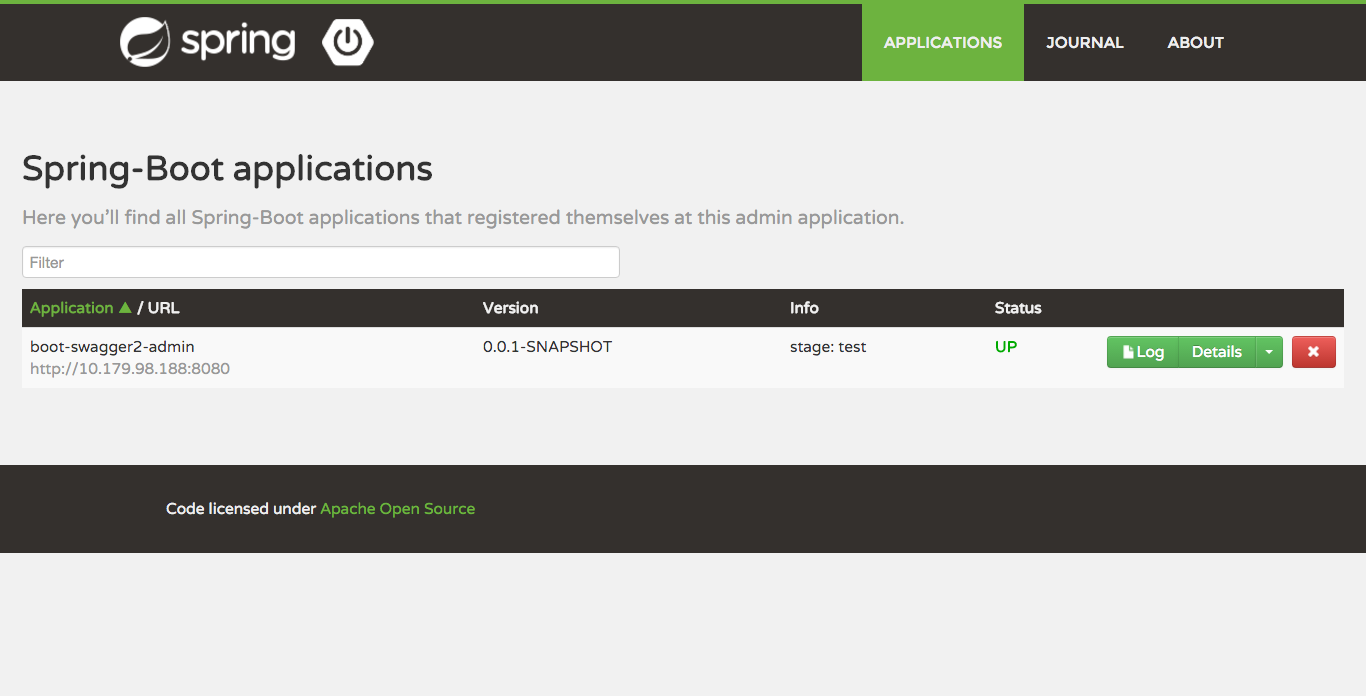 spring
APPLICATIONS JOURNAL ABOUT
Spring-Boot applications
Here you'll find all Spring-Boot applications that registered themselves at this admin application.
Filter
Application ▲ / URL Version Info Status
boot-swagger2-admin 0.0.1-SNAPSHOT stage: test UP Log Details
http://10.179.98.188:8080
Code licensed under Apache Open Source